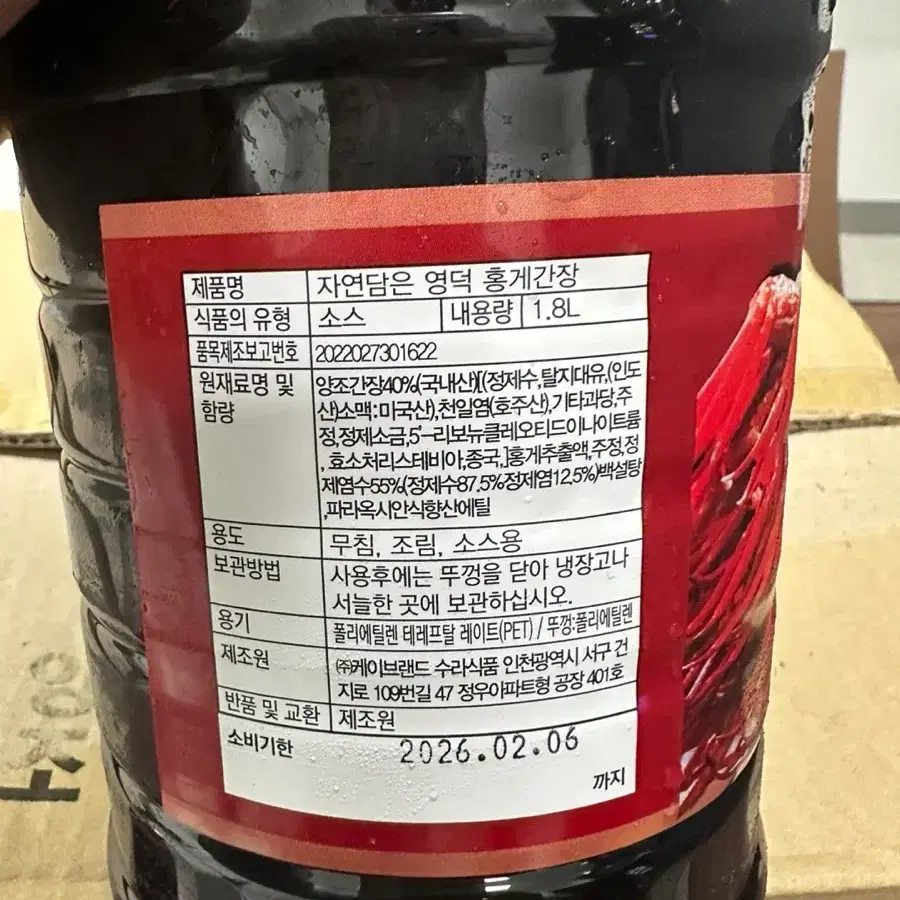 제품명 자연담은 영덕 홍게간장
식품의 유형 소스 내용량 1.8L
품목제조보고번호 2022027301622
원재료명 및 함량 양조간장40%(국내산)[(정제수,탈지대유,(인도
산)소맥:미국산),천일염(호주산),기타과당,주
정,정제소금,5'-리보뉴클레오티드이나이트륨
,효소처리스테비아,종국,]홍게추출액,주정,정
제염수55%(정제수87.5%정제염12.5%)백설탕
,파라옥시안식향산에틸
용도 무침, 조림, 소스용
보관방법 사용후에는 뚜껑을 닫아 냉장고나
서늘한 곳에 보관하십시오.
용기 폴리에틸렌 테레프탈 레이트(PET) / 뚜껑:폴리에틸렌
제조원 ㈜케이브랜드 수라식품 인천광역시 서구 건
지로 109번길 47 정우아파트형 공장 401호
반품 및 교환 제조원
소비기한 2026.02.06
까지